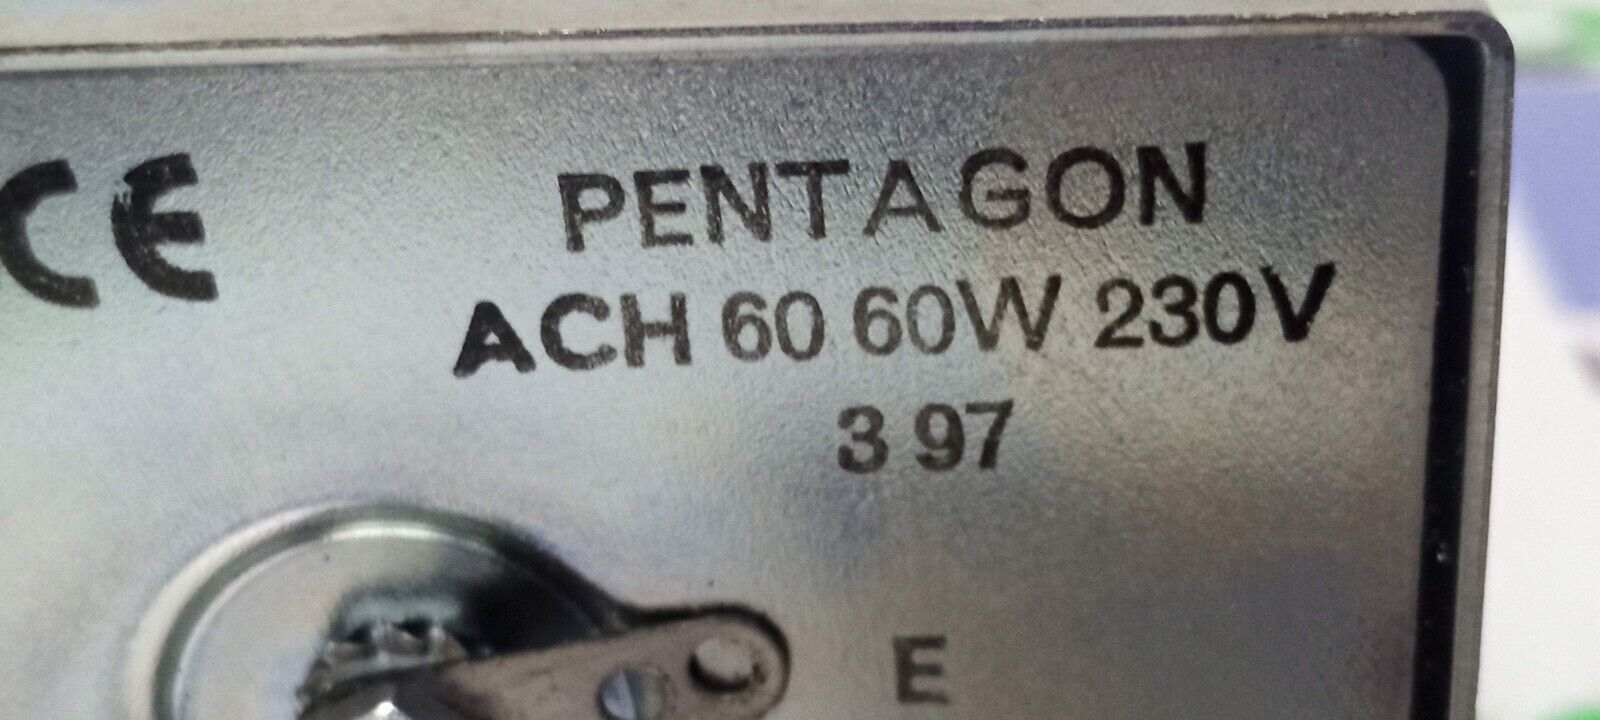 CE PENTAGON
ACH 60 60W 230V
3 97
E